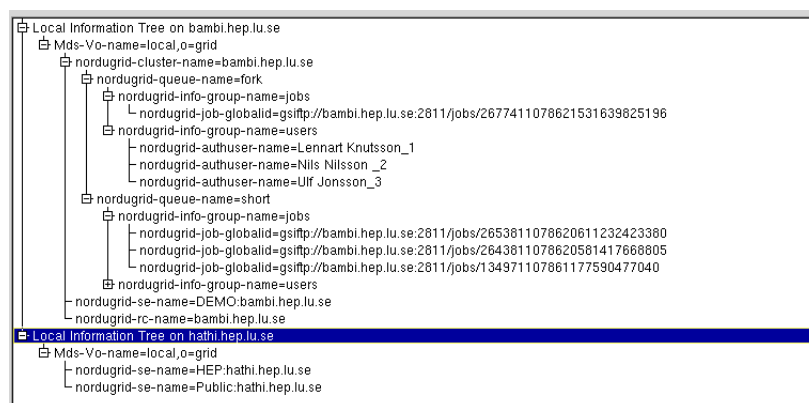 Local Information Tree on bambi.hep.lu.se
Mds-Vo-name=local,o=grid
nordugrid-cluster-name=bambi.hep.lu.se
nordugrid-queue-name=fork
nordugrid-info-group-name=jobs
nordugrid-job-globalid=gsiftp://bambi.hep.lu.se:2811/jobs/2677411078621531639825196
nordugrid-info-group-name=users
nordugrid-authuser-name=Lennart Knutsson_1
nordugrid-authuser-name=Nils Nilsson _2
nordugrid-authuser-name=Ulf Jonsson_3
nordugrid-queue-name=short
nordugrid-info-group-name=jobs
nordugrid-job-globalid=gsiftp://bambi.hep.lu.se:2811/jobs/2653811078620611232423380
nordugrid-job-globalid=gsiftp://bambi.hep.lu.se:2811/jobs/2643811078620581417668805
nordugrid-job-globalid=gsiftp://bambi.hep.lu.se:2811/jobs/134971107861177590477040
nordugrid-info-group-name=users
nordugrid-se-name=DEMO:bambi.hep.lu.se
nordugrid-rc-name=bambi.hep.lu.se
Local Information Tree on hathi.hep.lu.se
Mds-Vo-name=local,o=grid
nordugrid-se-name=HEP:hathi.hep.lu.se
nordugrid-se-name=Public:hathi.hep.lu.se